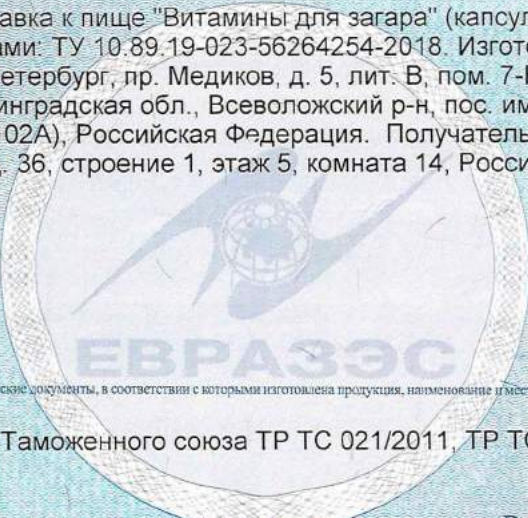 авка к пище "Витамины для загара" (капсул
ами: ТУ 10.89.19-023-56264254-2018. Изгото
етербург, пр. Медиков, д. 5, лит. В, пом. 7-
инградская обл., Всеволожский р-н, пос. им
02А), Российская Федерация. Получатель
. 36, строение 1, этаж 5, комната 14, Росси
ЕВРАЗЭС
ские документы, в соответствии с которыми изготовлена продукция, наименование и мес
Таможенного союза ТР ТС 021/2011, ТР ТС